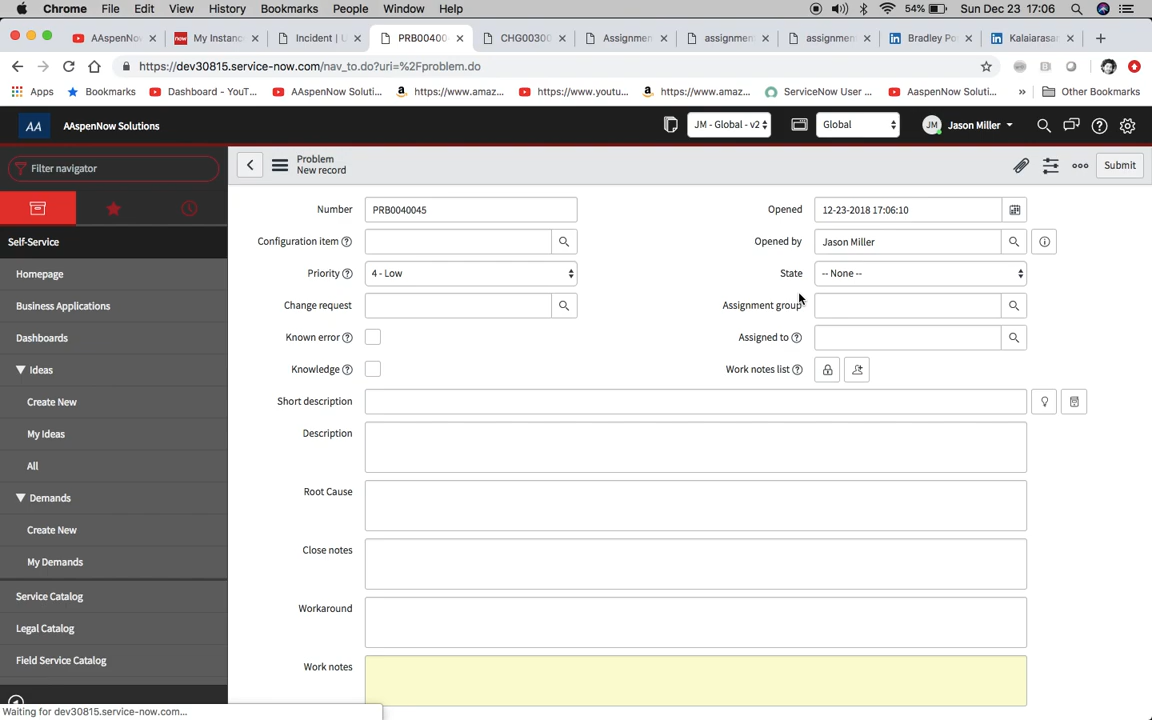 Chrome File Edit View History Bookmarks People Window Help 54% Sun Dec 23 17:06
AAspenNo My Instanc Incident | U PRB0040 CHG00300 Assignmen assignmen assignmen Bradley Po Kalaiarasa
https://dev30815.service-now.com/nav_to.do?uri=%2Fproblem.do
Apps Bookmarks Dashboard - YouT... AAspenNow Soluti... https://www.amaz... https://www.youtu... https://www.amaz... ServiceNow User ... AAspenNow Soluti... » Other Bookmarks
AA AAspenNow Solutions JM - Global - v2 Global JM Jason Miller
Filter navigator
Problem
New record
Submit
Self-Service
Homepage
Business Applications
Dashboards
Ideas
Create New
My Ideas
All
Demands
Create New
My Demands
Service Catalog
Legal Catalog
Field Service Catalog
Waiting for dev30815.service-now.com...
Number PRB0040045
Configuration item
Priority 4 - Low
Change request
Known error
Knowledge
Opened 12-23-2018 17:06:10
Opened by Jason Miller
State -- None --
Assignment group
Assigned to
Work notes list
Short description
Description
Root Cause
Close notes
Workaround
Work notes